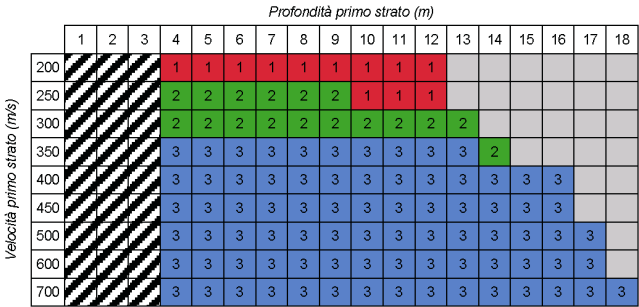 Profondità primo strato (m)
1 2 3 4 5 6 7 8 9 10 11 12 13 14 15 16 17 18
Velocità primo strato (m/s)
200 1 1 1 1 1 1 1 1 1
250 2 2 2 2 2 2 1 1 1
300 2 2 2 2 2 2 2 2 2 2
350 3 3 3 3 3 3 3 3 3 3 2
400 3 3 3 3 3 3 3 3 3 3 3 3 3
450 3 3 3 3 3 3 3 3 3 3 3 3 3
500 3 3 3 3 3 3 3 3 3 3 3 3 3 3
600 3 3 3 3 3 3 3 3 3 3 3 3 3 3
700 3 3 3 3 3 3 3 3 3 3 3 3 3 3 3